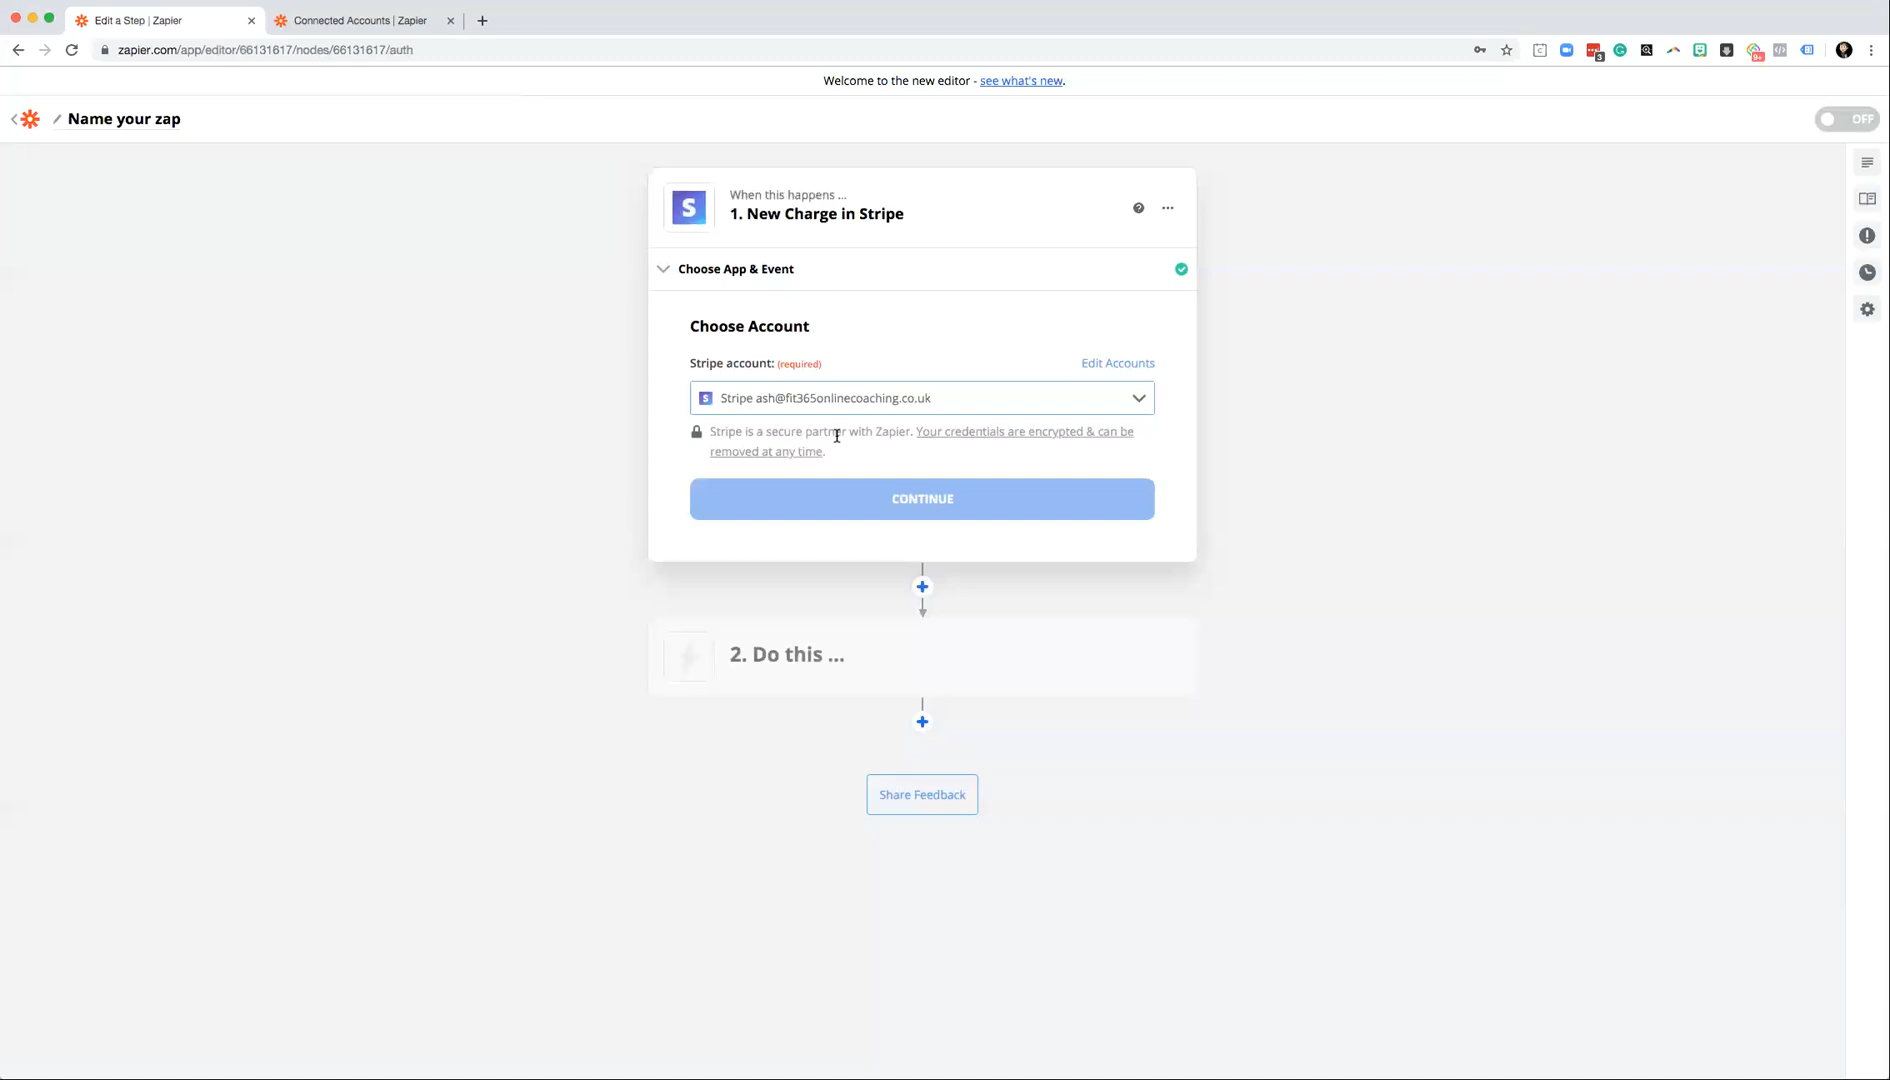 Edit a Step | Zapier
Connected Accounts | Zapier
zapier.com/app/editor/66131617/nodes/66131617/auth
3
9+
Welcome to the new editor - see what's new.
Name your zap
OFF
S
When this happens ...
1. New Charge in Stripe
Choose App & Event
Choose Account
Stripe account: (required)
Edit Accounts
S Stripe ash@fit365onlinecoaching.co.uk
Stripe is a secure partner with Zapier. Your credentials are encrypted & can be
removed at any time.
CONTINUE
2. Do this ...
Share Feedback